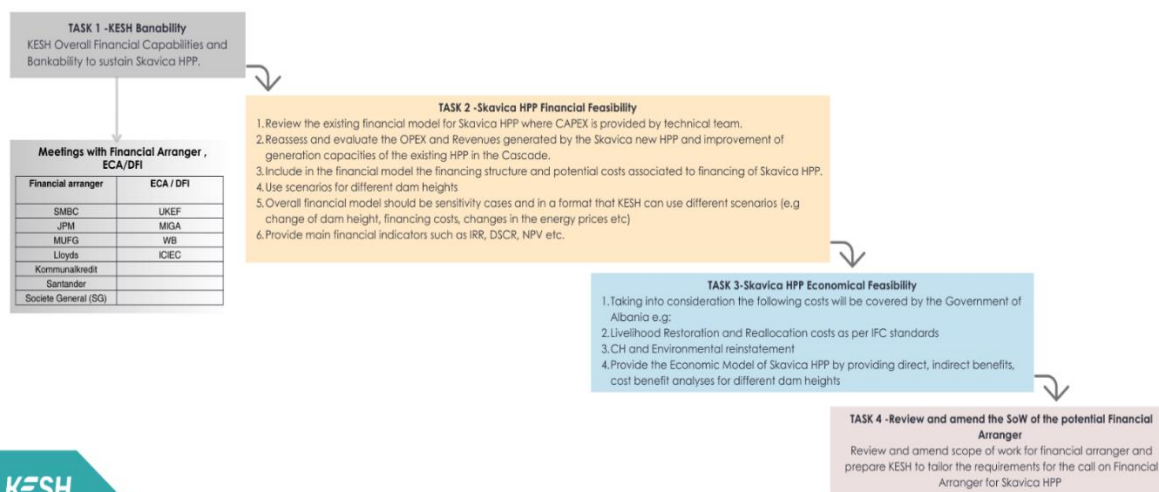 TASK 1 -KESH Banability
KESH Overall Financial Capabilities and
Bankability to sustain Skavica HPP.
Meetings with Financial Arranger ,
ECA/DFI
Financial arranger ECA / DFI
SMBC UKEF
JPM MIGA
MUFG WB
Lloyds ICIEC
Kommunalkredit
Santander
Societe General (SG)
TASK 2 -Skavica HPP Financial Feasibility
1.Review the existing financial model for Skavica HPP where CAPEX is provided by technical team.
2.Reassess and evaluate the OPEX and Revenues generated by the Skavica new HPP and improvement of
generation capacities of the existing HPP in the Cascade.
3.Include in the financial model the financing structure and potential costs associated to financing of Skavica HPP.
4.Use scenarios for different dam heights
5.Overall financial model should be sensitivity cases and in a format that KESH can use different scenarios (e.g
change of dam height, financing costs, changes in the energy prices etc)
6.Provide main financial indicators such as IRR, DSCR, NPV etc.
TASK 3-Skavica HPP Economical Feasibility
1.Taking into consideration the following costs will be covered by the Government of
Albania e.g:
2.Livelihood Restoration and Reallocation costs as per IFC standards
3.CH and Environmental reinstatement
4.Provide the Economic Model of Skavica HPP by providing direct, indirect benefits,
cost benefit analyses for different dam heights
TASK 4 -Review and amend the SoW of the potential Financial
Arranger
Review and amend scope of work for financial arranger and
prepare KESH to tailor the requirements for the call on Financial
Arranger for Skavica HPP
KESH